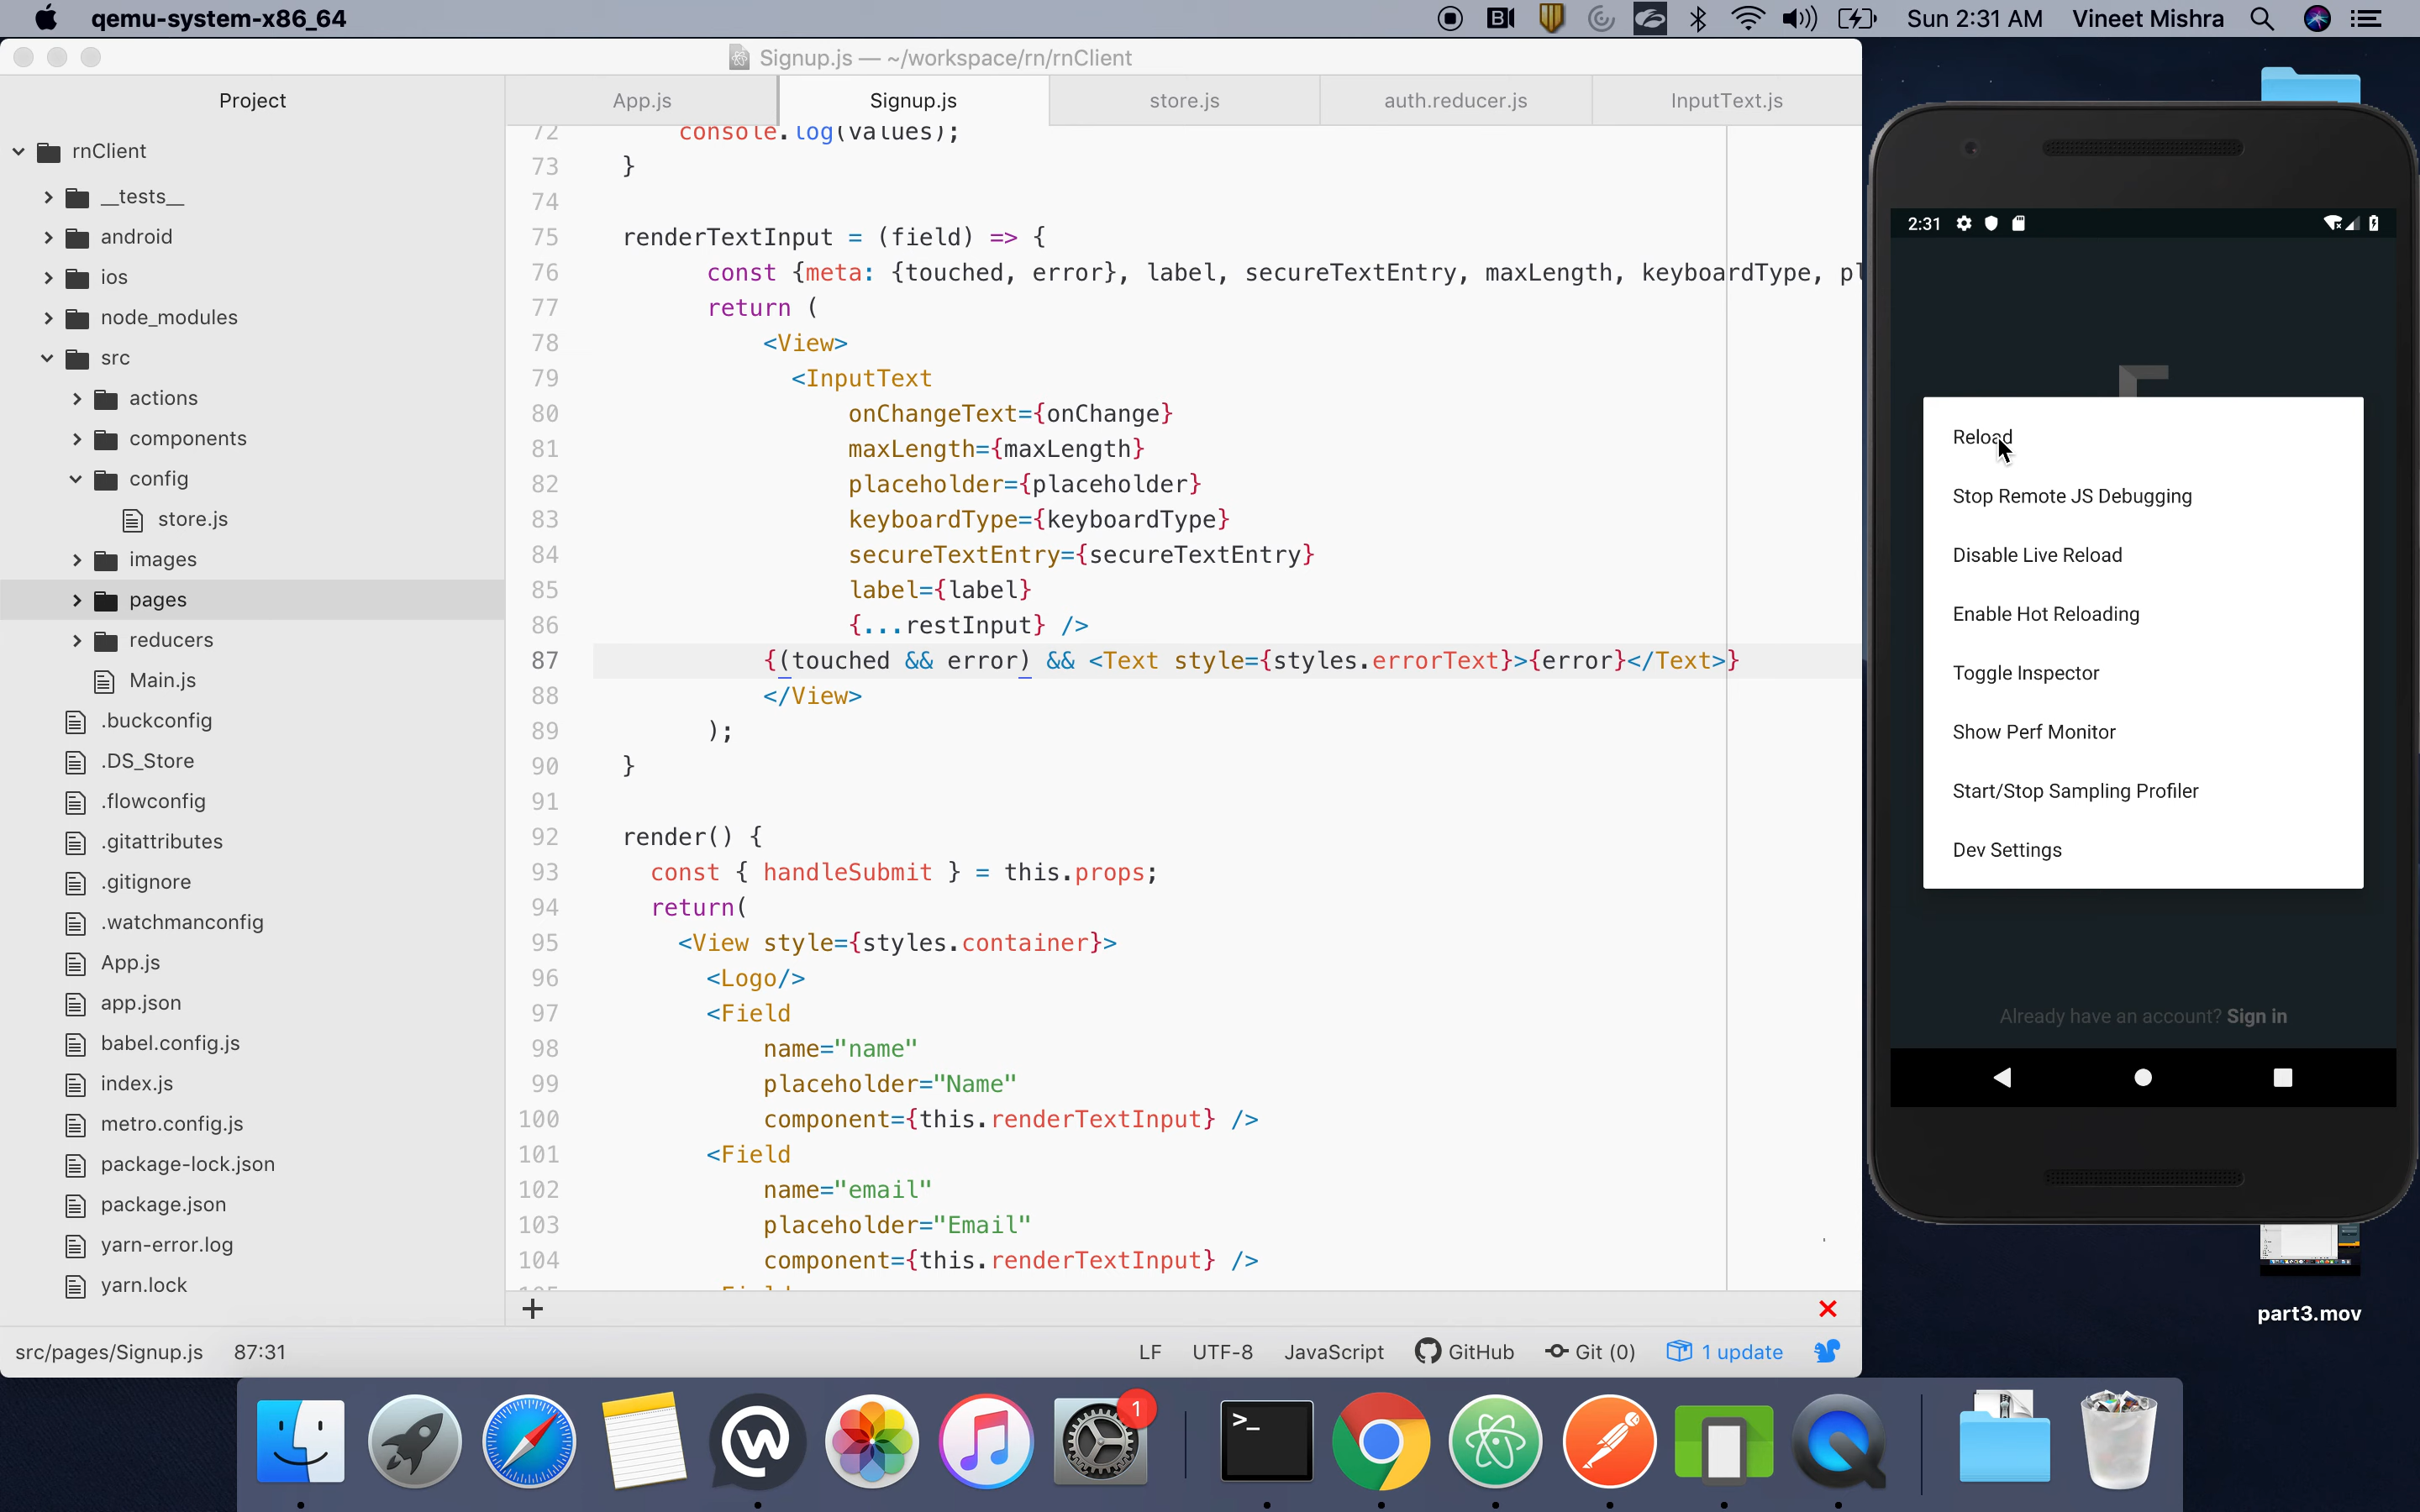 qemu-system-x86_64
Sun 2:31 AM Vineet Mishra
Signup.js — ~/workspace/rn/rnClient
Project
App.js
Signup.js
store.js
auth.reducer.js
InputText.js
rnClient
__tests__
android
ios
node_modules
src
actions
components
config
store.js
images
pages
reducers
Main.js
.buckconfig
.DS_Store
.flowconfig
.gitattributes
.gitignore
.watchmanconfig
App.js
app.json
babel.config.js
index.js
metro.config.js
package-lock.json
package.json
yarn-error.log
yarn.lock
72 console.log(values);
73 }
74
75 renderTextInput = (field) => {
76 const {meta: {touched, error}, label, secureTextEntry, maxLength, keyboardType, pl
77 return (
78 <View>
79 <InputText
80 onChangeText={onChange}
81 maxLength={maxLength}
82 placeholder={placeholder}
83 keyboardType={keyboardType}
84 secureTextEntry={secureTextEntry}
85 label={label}
86 {...restInput} />
87 {(touched && error) && <Text style={styles.errorText}>{error}</Text>}
88 </View>
89 );
90 }
91
92 render() {
93 const { handleSubmit } = this.props;
94 return(
95 <View style={styles.container}>
96 <Logo/>
97 <Field
98 name="name"
99 placeholder="Name"
100 component={this.renderTextInput} />
101 <Field
102 name="email"
103 placeholder="Email"
104 component={this.renderTextInput} />
src/pages/Signup.js 87:31
LF UTF-8 JavaScript GitHub Git (0) 1 update
2:31
Reload
Stop Remote JS Debugging
Disable Live Reload
Enable Hot Reloading
Toggle Inspector
Show Perf Monitor
Start/Stop Sampling Profiler
Dev Settings
Already have an account? Sign in
part3.mov
1